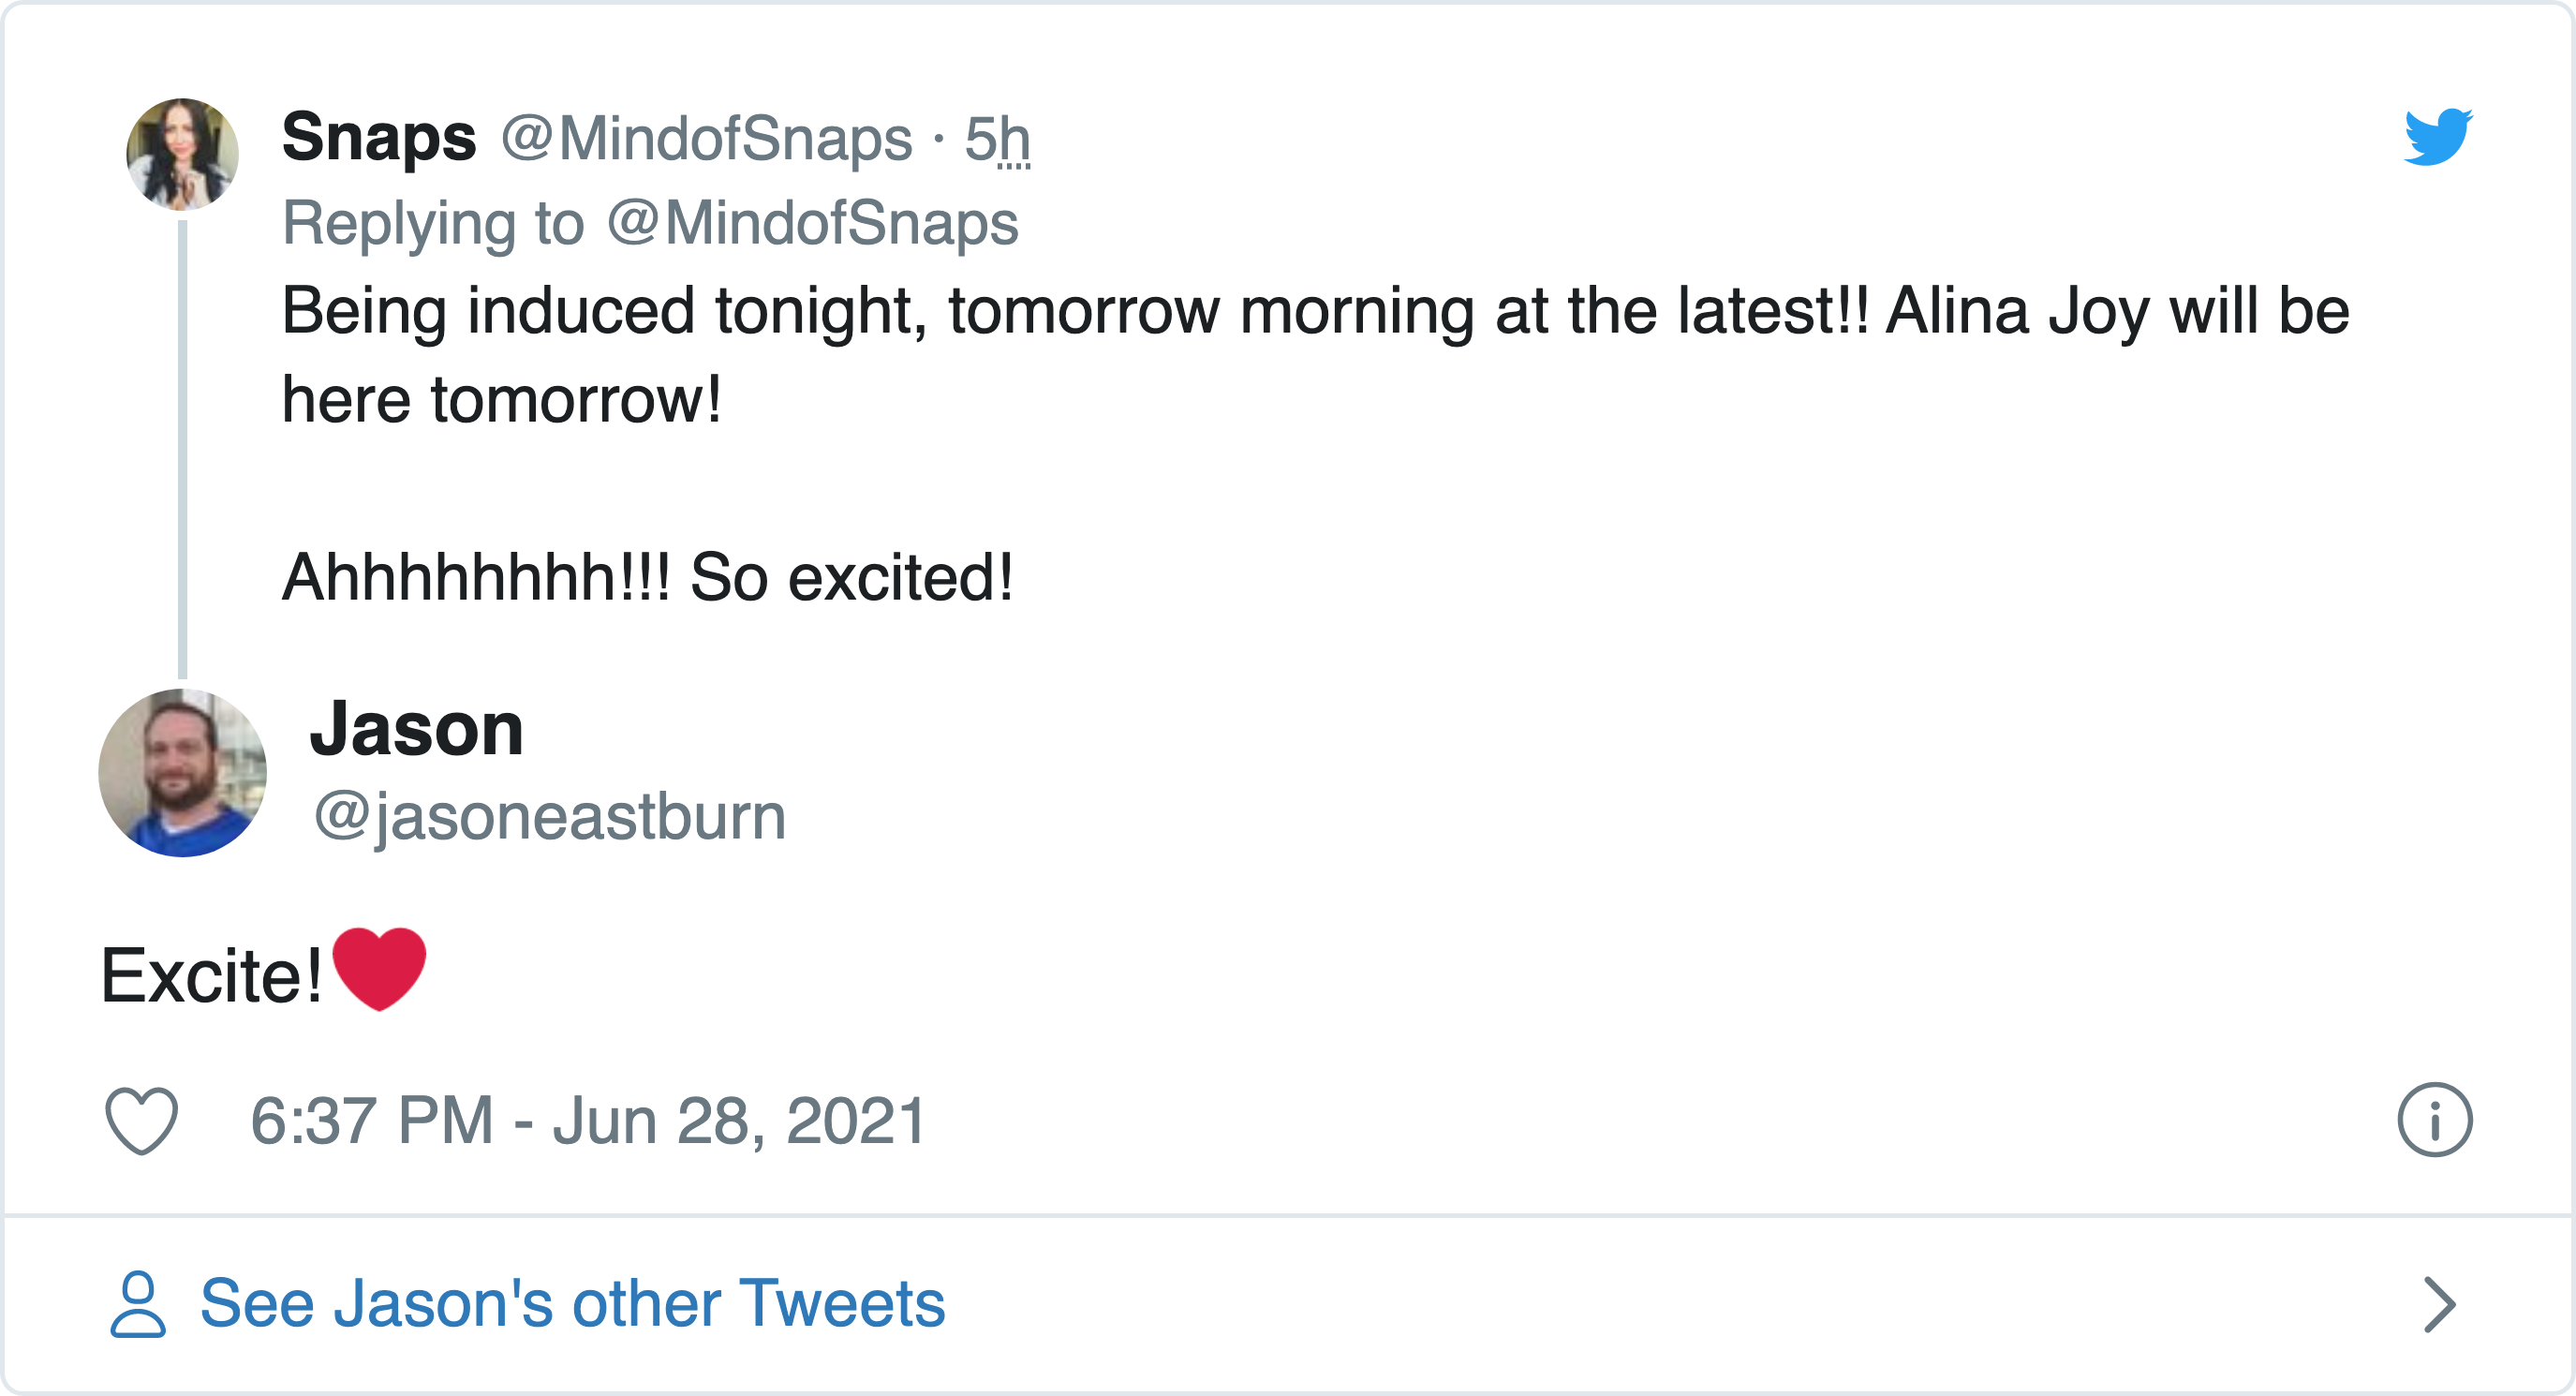 Snaps @MindofSnaps · 5h
Replying to @MindofSnaps
Being induced tonight, tomorrow morning at the latest!! Alina Joy will be
here tomorrow!
Ahhhhhhhh!!! So excited!
Jason
@jasoneastburn
Excite!❤️
6:37 PM - Jun 28, 2021
See Jason's other Tweets